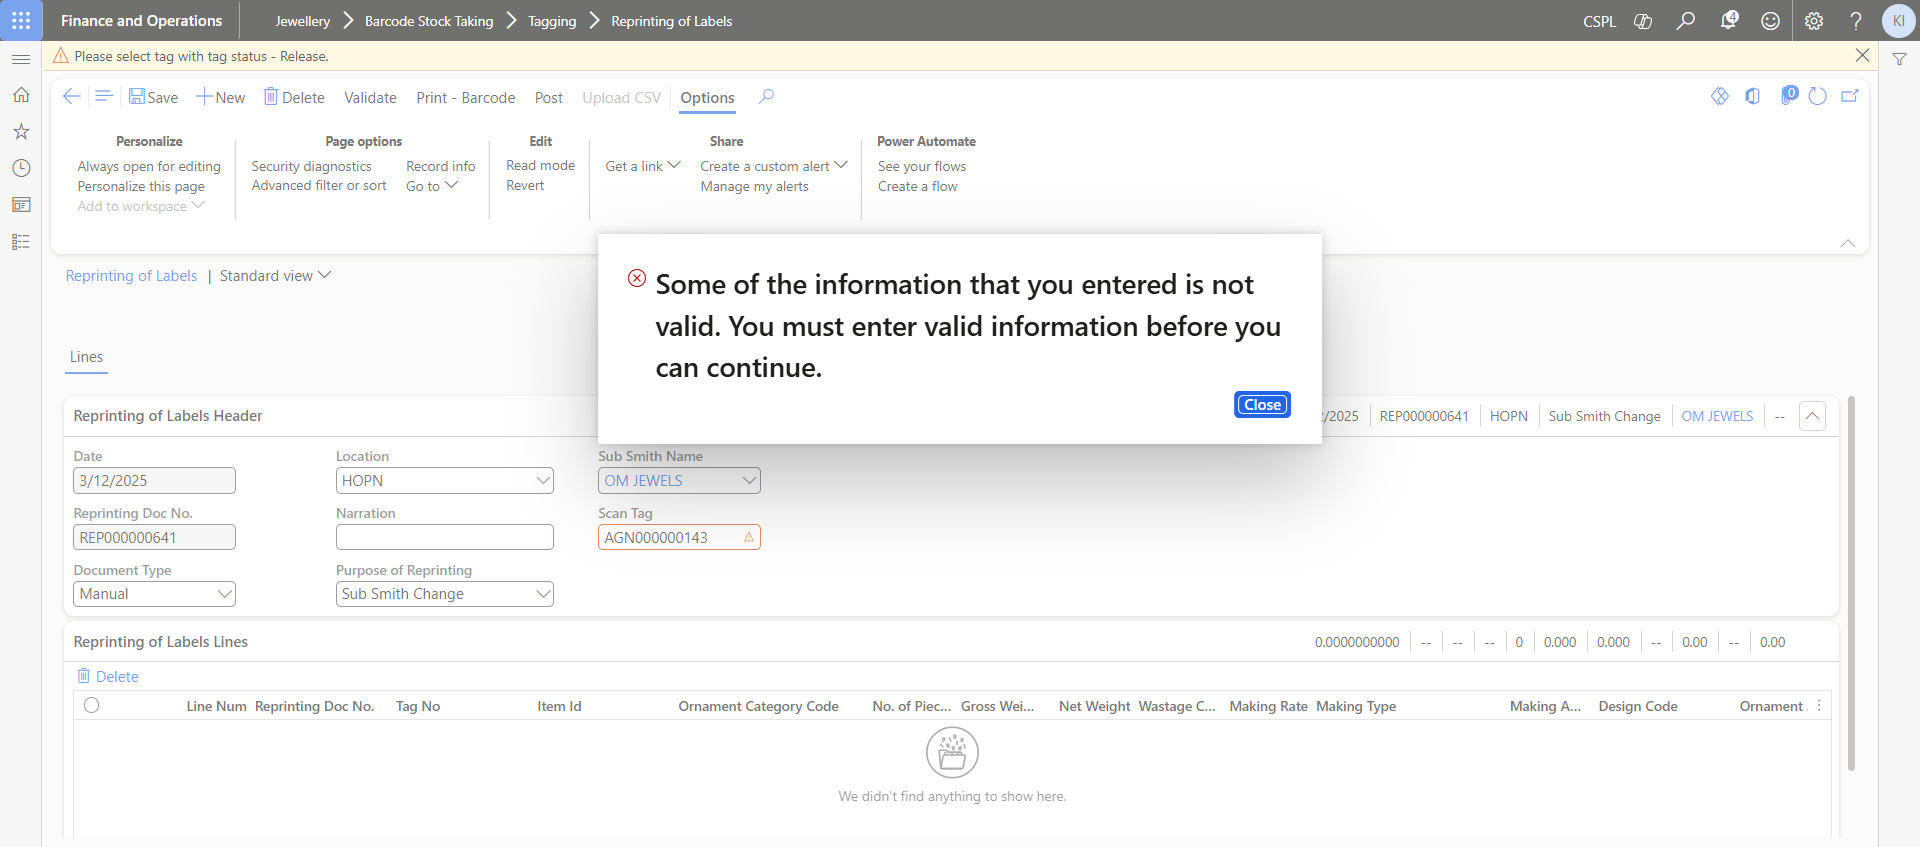 Finance and Operations
Jewellery Barcode Stock Taking Tagging Reprinting of Labels
CSPL 4 KI
Please select tag with tag status - Release.
Save New Delete Validate Print - Barcode Post Upload CSV Options 0
Personalize Page options Edit Share Power Automate
Always open for editing Security diagnostics Record info Read mode Get a link Create a custom alert See your flows
Personalize this page Advanced filter or sort Go to Revert Manage my alerts Create a flow
Add to workspace
Reprinting of Labels | Standard view
Some of the information that you entered is not
valid. You must enter valid information before you
can continue.
Close
Lines
Reprinting of Labels Header /2025 REP000000641 HOPN Sub Smith Change OM JEWELS --
Date Location Sub Smith Name
3/12/2025 HOPN OM JEWELS
Reprinting Doc No. Narration Scan Tag
REP000000641 AGN000000143
Document Type Purpose of Reprinting
Manual Sub Smith Change
Reprinting of Labels Lines 0.0000000000 -- -- -- 0 0.000 0.000 -- 0.00 -- 0.00
Delete
Line Num Reprinting Doc No. Tag No Item Id Ornament Category Code No. of Piec... Gross Wei... Net Weight Wastage C... Making Rate Making Type Making A... Design Code Ornament
We didn't find anything to show here.